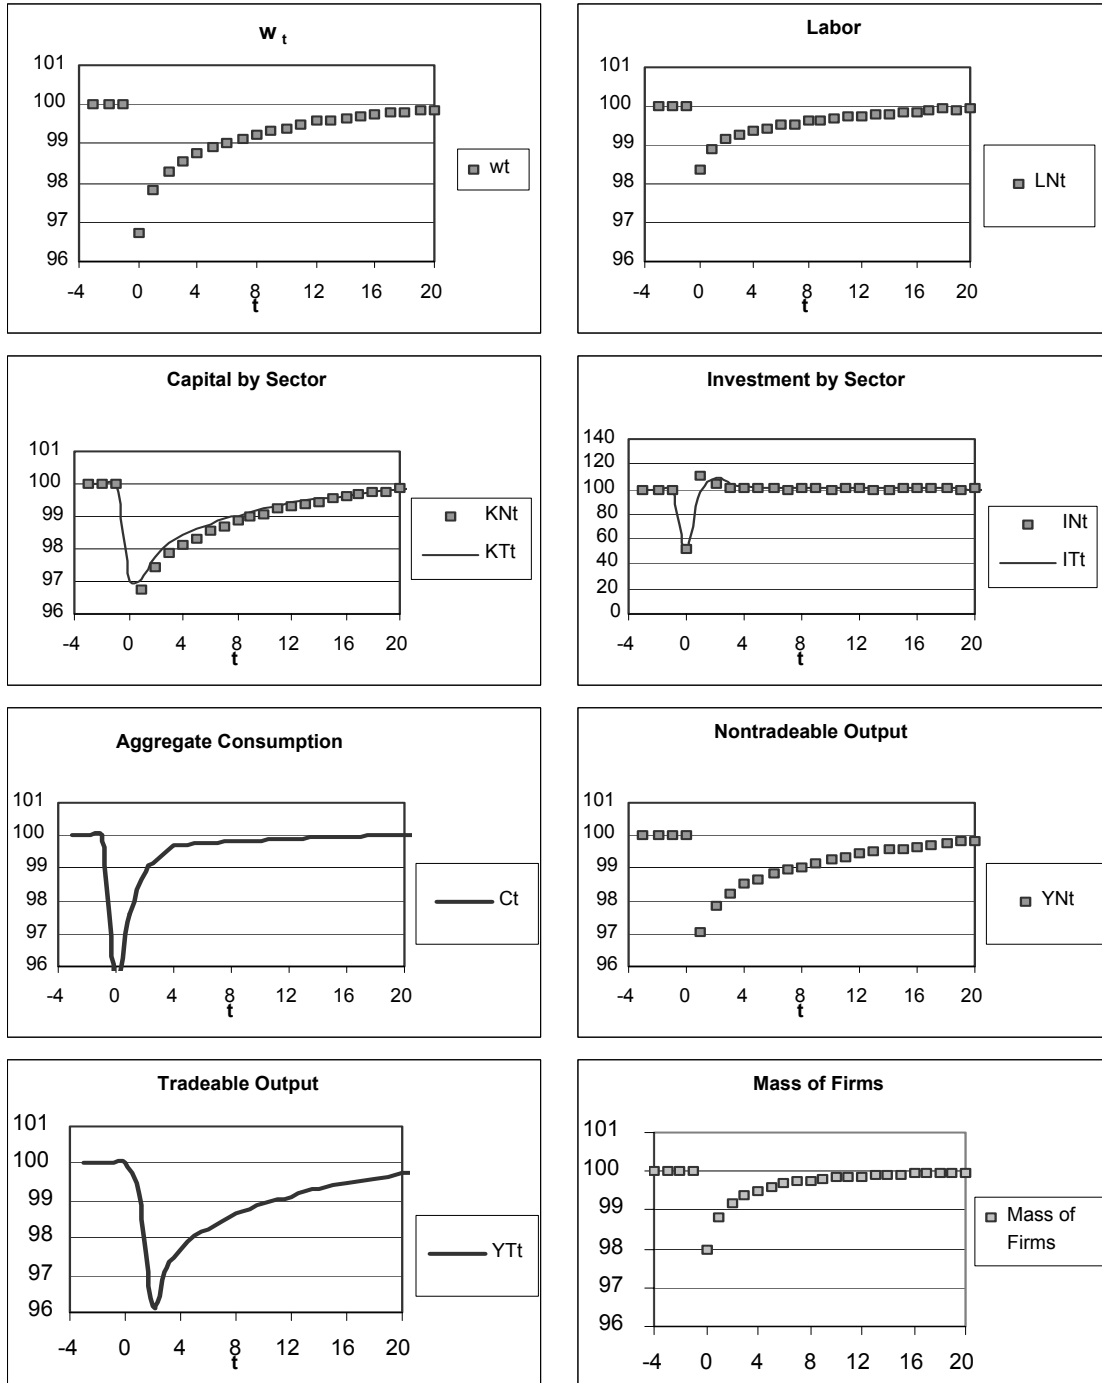 w t
101
100
99
98
97
96
-4 0 4 8 12 16 20
t
wt
Labor
101
100
99
98
97
96
-4 0 4 8 12 16 20
t
LNt
Capital by Sector
101
100
99
98
97
96
-4 0 4 8 12 16 20
t
KNt
KTt
Investment by Sector
140
120
100
80
60
40
20
0
-4 0 4 8 12 16 20
t
INt
ITt
Aggregate Consumption
101
100
99
98
97
96
-4 0 4 8 12 16 20
t
Ct
Nontradeable Output
101
100
99
98
97
96
-4 0 4 8 12 16 20
t
YNt
Tradeable Output
101
100
99
98
97
96
-4 0 4 8 12 16 20
t
YTt
Mass of Firms
101
100
99
98
97
96
-4 0 4 8 12 16 20
t
Mass of
Firms